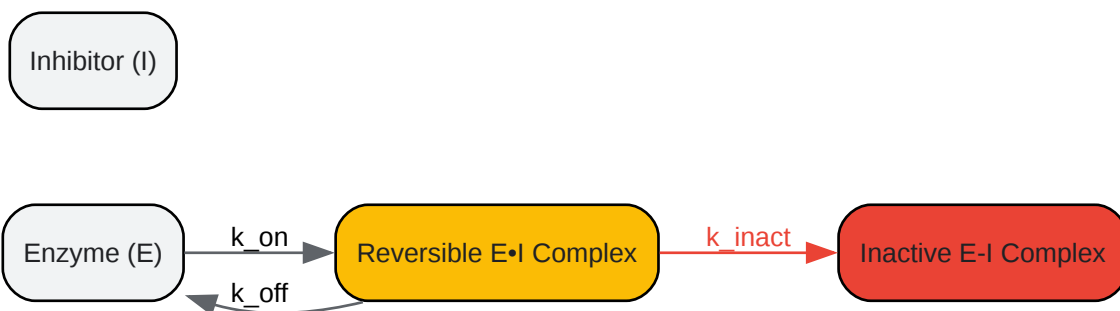 Inhibitor (I)
Enzyme (E)
k_on
k_off
Reversible E•I Complex
k_inact
Inactive E-I Complex